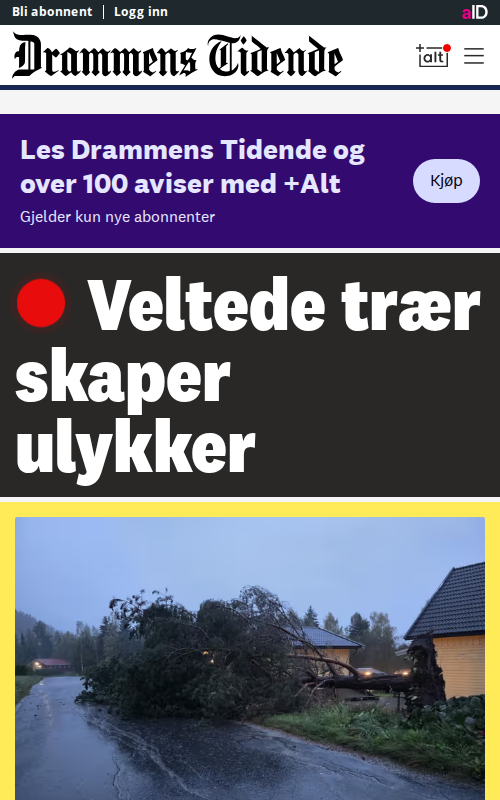 Bli abonnent | Logg inn
aID
Drammens Tidende
+alt
Les Drammens Tidende og
over 100 aviser med +Alt
Gjelder kun nye abonnenter
Kjøp
Veltede trær
skaper
ulykker